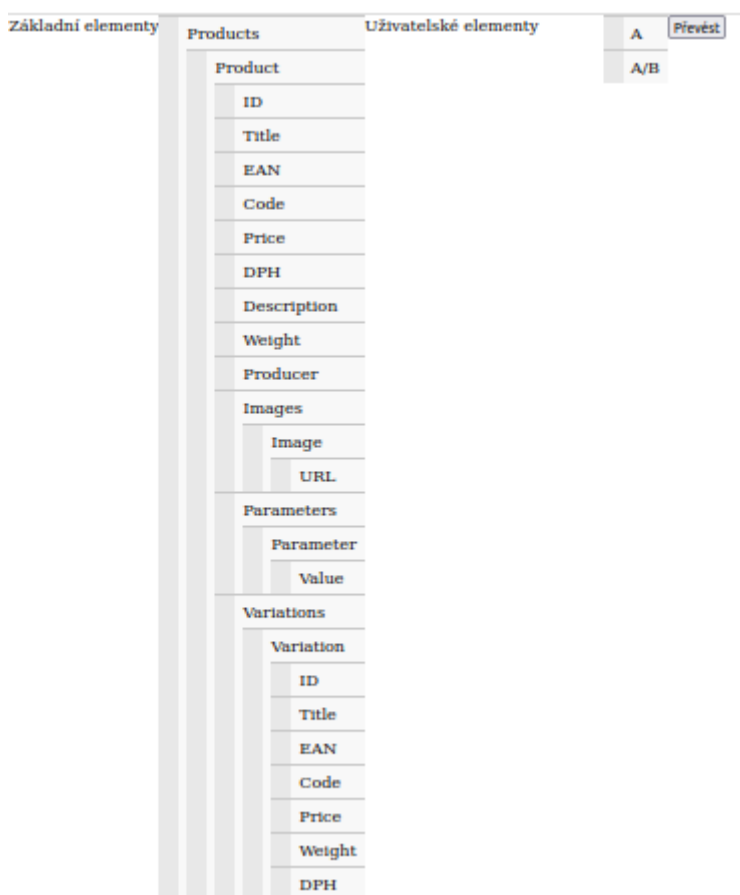 Základní elementy
Products
Product
ID
Title
EAN
Code
Price
DPH
Description
Weight
Producer
Images
Image
URL
Parameters
Parameter
Value
Variations
Variation
ID
Title
EAN
Code
Price
Weight
DPH
Uživatelské elementy
A
A/B
Převést